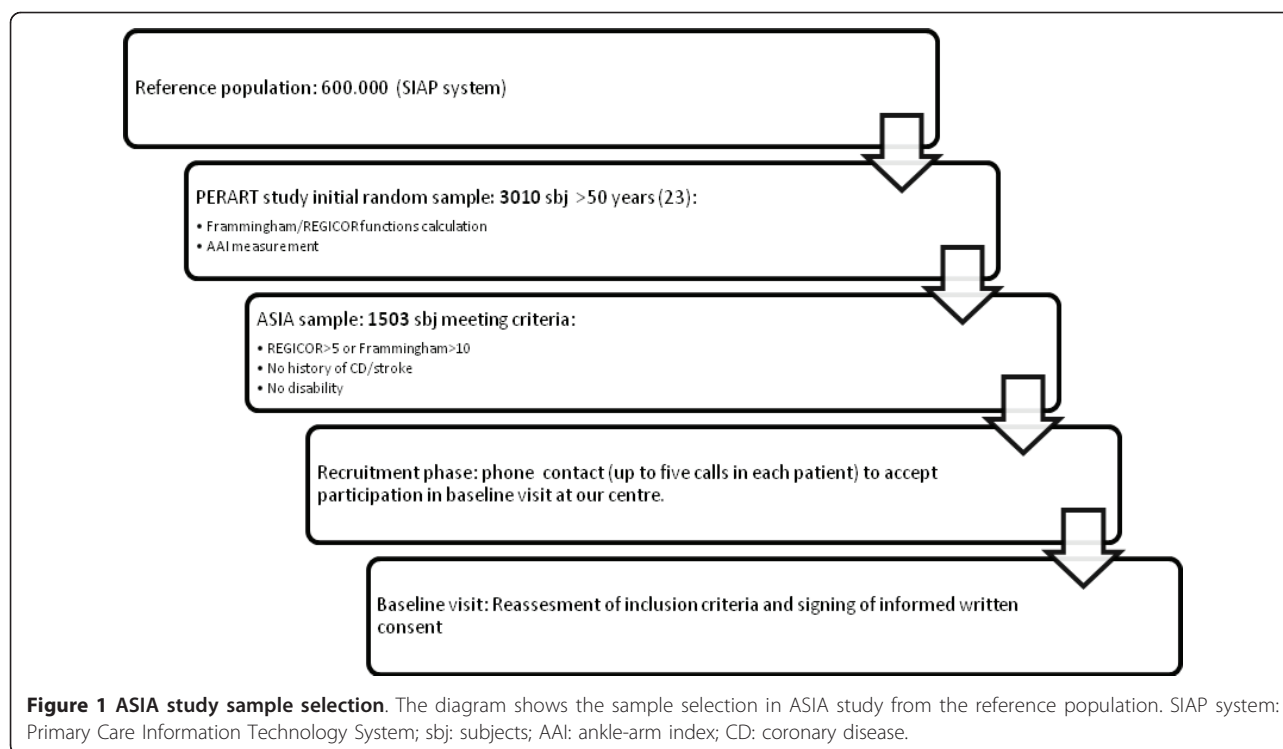 Reference population: 600.000 (SIAP system)
PERART study initial random sample: 3010 sbj >50 years (23):
• Frammingham/REGICOR functions calculation
• AAI measurement
ASIA sample: 1503 sbj meeting criteria:
• REGICOR>5 or Frammingham>10
• No history of CD/stroke
• No disability
Recruitment phase: phone contact (up to five calls in each patient) to accept
participation in baseline visit at our centre.
Baseline visit: Reassesment of inclusion criteria and signing of informed written
consent
Figure 1 ASIA study sample selection. The diagram shows the sample selection in ASIA study from the reference population. SIAP system:
Primary Care Information Technology System; sbj: subjects; AAI: ankle-arm index; CD: coronary disease.